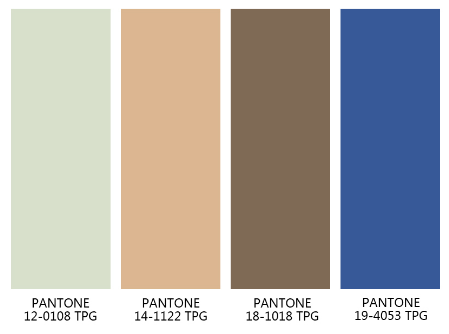 PANTONE
12-0108 TPG
PANTONE
14-1122 TPG
PANTONE
18-1018 TPG
PANTONE
19-4053 TPG